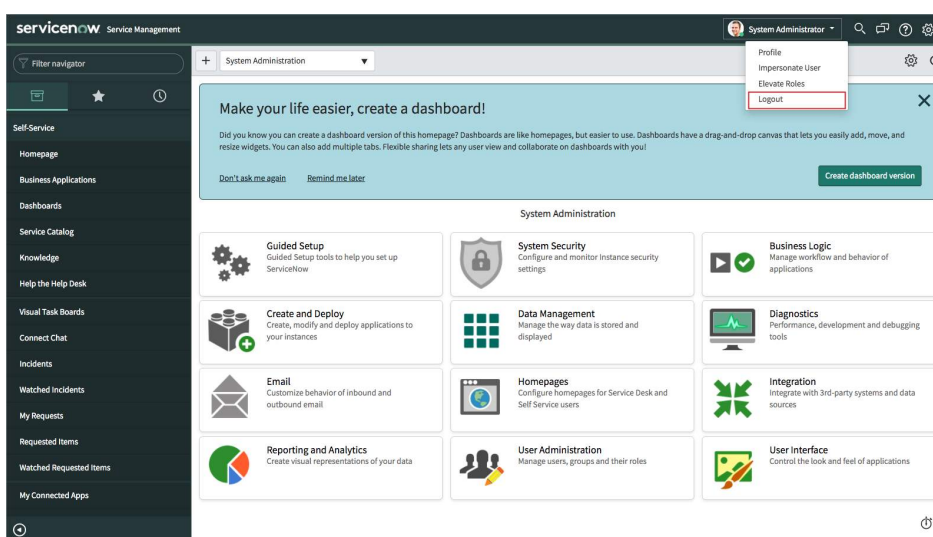 servicenow Service Management
System Administrator
Profile
Impersonate User
Elevate Roles
Logout
Filter navigator
Self-Service
Homepage
Business Applications
Dashboards
Service Catalog
Knowledge
Help the Help Desk
Visual Task Boards
Connect Chat
Incidents
Watched Incidents
My Requests
Requested Items
Watched Requested Items
My Connected Apps
System Administration
Make your life easier, create a dashboard!
Did you know you can create a dashboard version of this homepage? Dashboards are like homepages, but easier to use. Dashboards have a drag-and-drop canvas that lets you easily add, move, and
resize widgets. You can also add multiple tabs. Flexible sharing lets any user view and collaborate on dashboards with you!
Don't ask me again Remind me later
Create dashboard version
System Administration
Guided Setup
Guided Setup tools to help you set up
ServiceNow
System Security
Configure and monitor Instance security
settings
Business Logic
Manage workflow and behavior of
applications
Create and Deploy
Create, modify and deploy applications to
your instances
Data Management
Manage the way data is stored and
displayed
Diagnostics
Performance, development and debugging
tools
Email
Customize behavior of inbound and
outbound email
Homepages
Configure homepages for Service Desk and
Self Service users
Integration
Integrate with 3rd-party systems and data
sources
Reporting and Analytics
Create visual representations of your data
User Administration
Manage users, groups and their roles
User Interface
Control the look and feel of applications